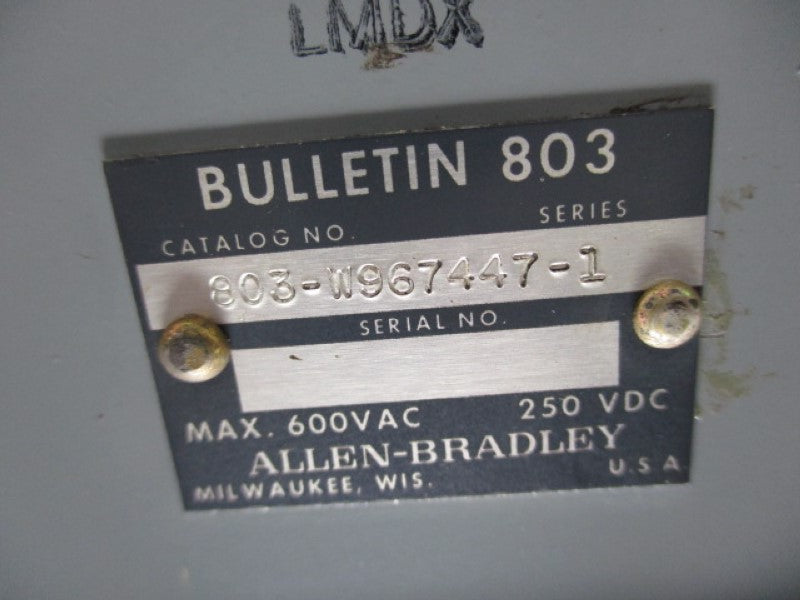 LMDX
BULLETIN 803
CATALOG NO. SERIES
803-W967447-1
SERIAL NO.
MAX. 600VAC 250 VDC
ALLEN-BRADLEY
MILWAUKEE, WIS. U.S.A